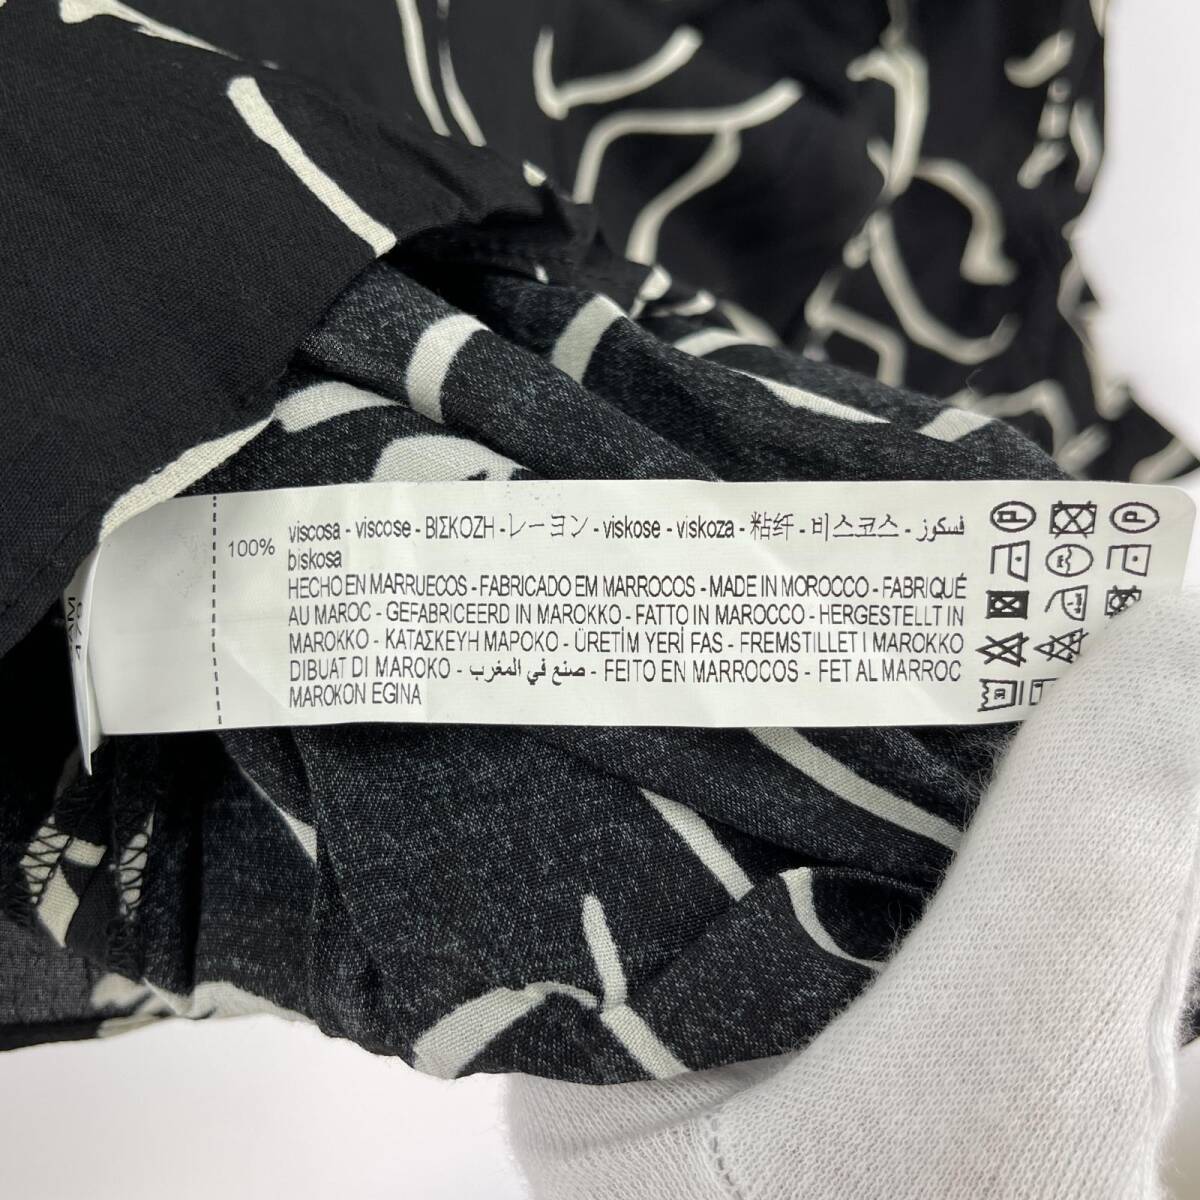 100%
viscosa - viscose - ΒΙΣΚΟΖΗ - レーヨン - viskose - viskoza - 粘纤 - 비스코스 - فسكوز
biskosa
HECHO EN MARRUECOS - FABRICADO EM MARROCOS - MADE IN MOROCCO - FABRIQUÉ
AU MAROC - GEFABRICEERD IN MAROKKO - FATTO IN MAROCCO - HERGESTELLT IN
MAROKKO - ΚΑΤΑΣΚΕΥΗ ΜΑΡΟΚΟ - ÜRETİM YERİ FAS - FREMSTILLET I MAROKKO
DIBUAT DI MAROKO - صنع في المغرب - FEITO EN MARROCOS - FET AL MARROC
MAROKON EGINA
P
P